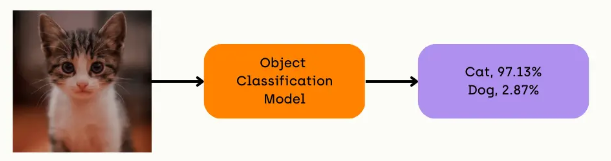 Object
Classification
Model
Cat, 97.13%
Dog, 2.87%